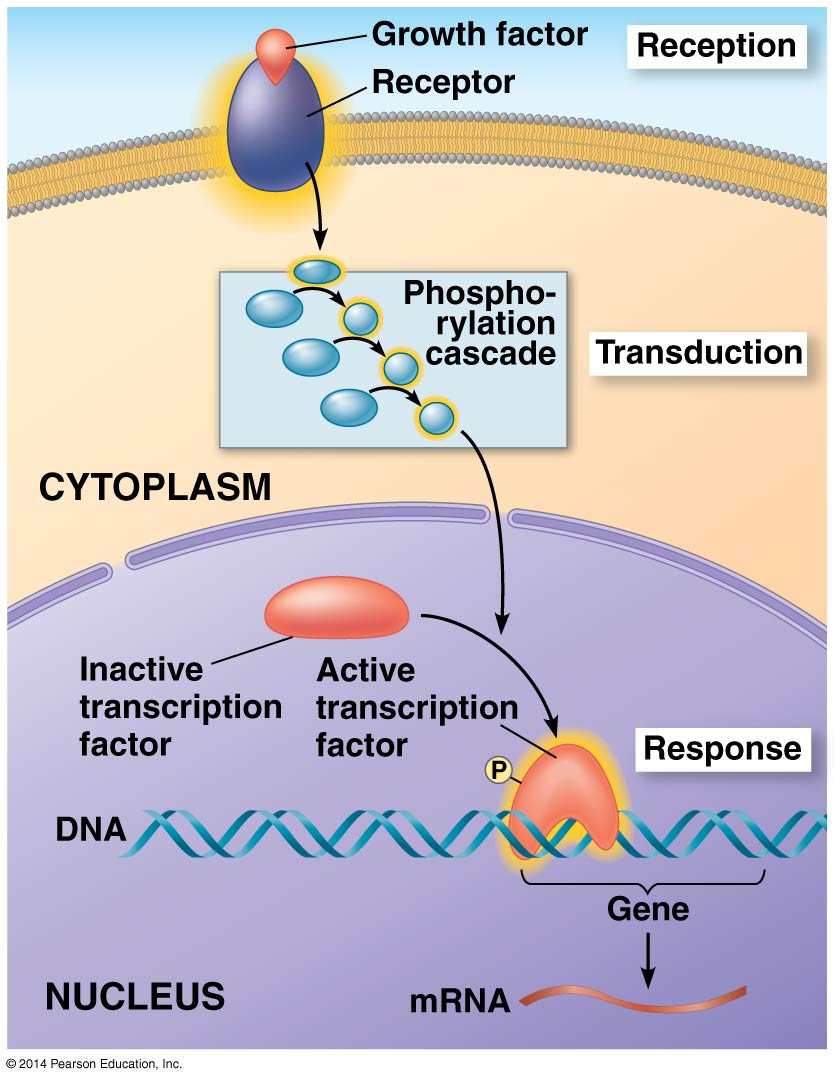 Growth factor
Reception
Receptor
Phospho-
rylation
cascade
Transduction
CYTOPLASM
Inactive
transcription
factor
Active
transcription
factor
Response
P
DNA
Gene
NUCLEUS
mRNA
© 2014 Pearson Education, Inc.